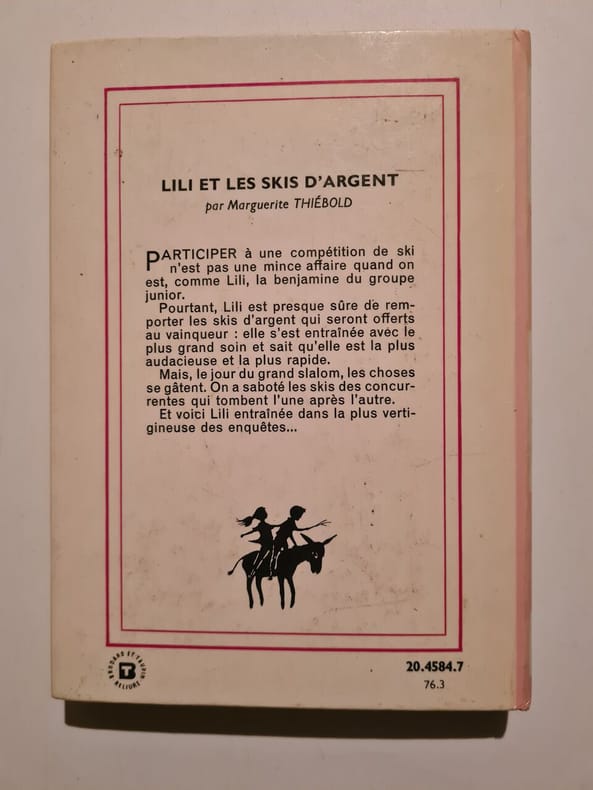 LILI ET LES SKIS D'ARGENT
par Marguerite THIÉBOLD
PARTICIPER à une compétition de ski
n'est pas une mince affaire quand on
est, comme Lili, la benjamine du groupe
junior.
Pourtant, Lili est presque sûre de rem-
porter les skis d'argent qui seront offerts
au vainqueur : elle s'est entraînée avec le
plus grand soin et sait qu'elle est la plus
audacieuse et la plus rapide.
Mais, le jour du grand slalom, les choses
se gâtent. On a saboté les skis des concur-
rentes qui tombent l'une après l'autre.
Et voici Lili entraînée dans la plus verti-
gineuse des enquêtes...
BRODARD ET TAUPIN
RELIURE
20.4584.7
76.3